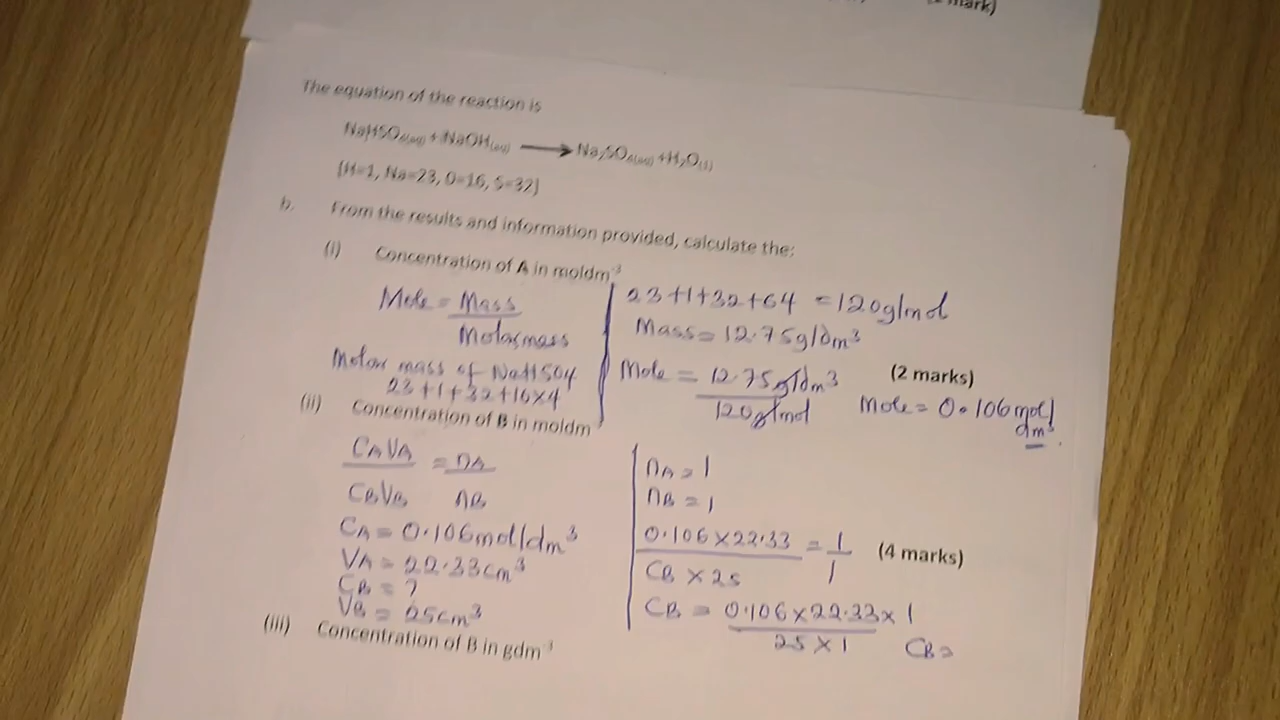 mark)
The equation of the reaction is
NaHSO4(aq) + NaOH(aq) → Na2SO4(aq) + H2O(l)
[H=1, Na=23, O=16, S=32]
b. From the results and information provided, calculate the:
(i) Concentration of A in moldm⁻³
Mole = Mass
Molar mass
Molar mass of NaHSO4
23+1+32+16×4
23+1+32+64 = 120g/mol
Mass = 12.75g/dm³
Mole = 12.75g/dm³
120g/mol
(2 marks)
Mole = 0.106mol/
dm³.
(ii) Concentration of B in moldm
CAVA = nA
CBVB nB
CA = 0.106mol/dm³
VA = 22.33cm³
CB = ?
VB = 25cm³
nA = 1
nB = 1
0.106×22.33 = 1
CB × 25 1
(4 marks)
CB = 0.106×22.33×1
25×1
CB=
(iii) Concentration of B in gdm⁻³